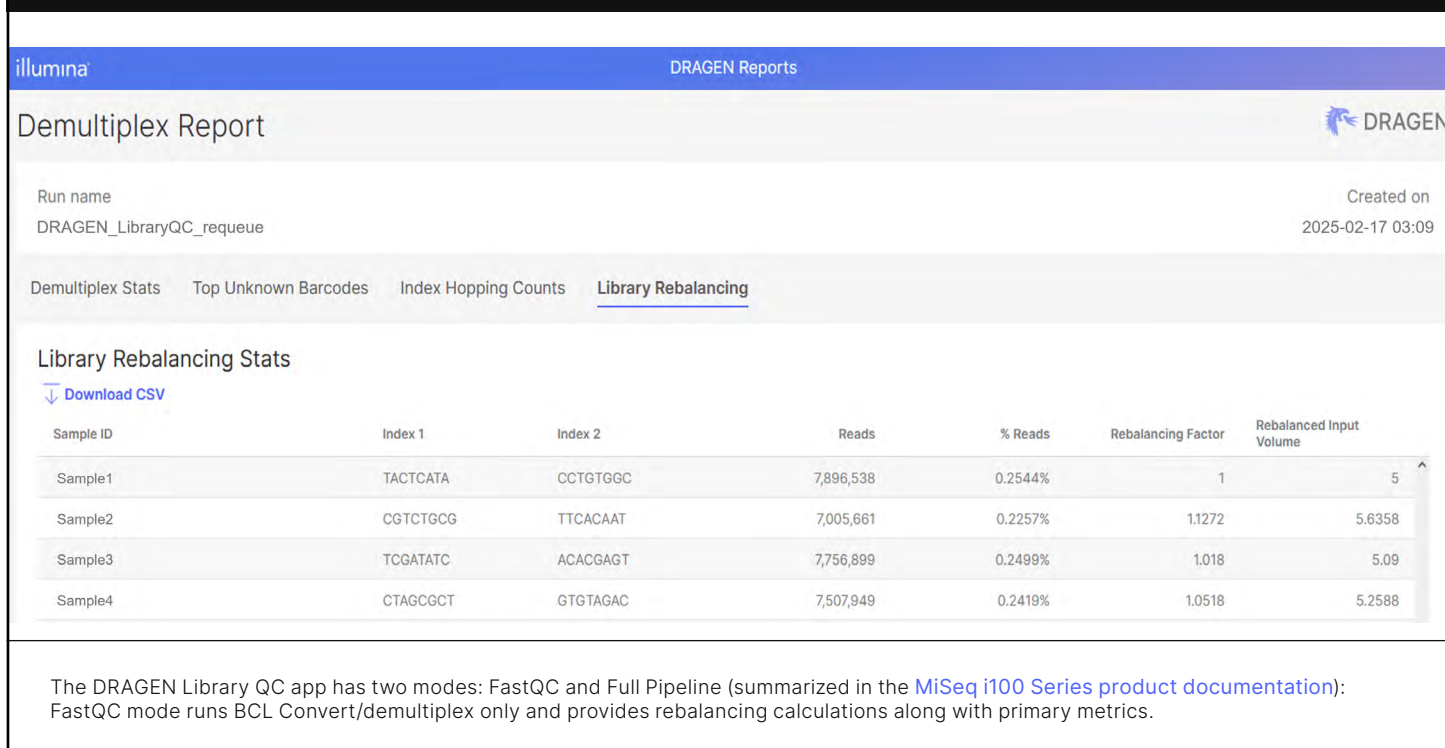 illumina
DRAGEN Reports
Demultiplex Report
DRAGEN
Run name
Created on
DRAGEN_LibraryQC_requeue
2025-02-17 03:09
Demultiplex Stats Top Unknown Barcodes Index Hopping Counts Library Rebalancing
Library Rebalancing Stats
Download CSV
Sample ID Index 1 Index 2 Reads % Reads Rebalancing Factor Rebalanced Input Volume
Sample1 TACTCATA CCTGTGGC 7,896,538 0.2544% 1 5
Sample2 CGTCTGCG TTCACAAT 7,005,661 0.2257% 1.1272 5.6358
Sample3 TCGATATC ACACGAGT 7,756,899 0.2499% 1.018 5.09
Sample4 CTAGCGCT GTGTAGAC 7,507,949 0.2419% 1.0518 5.2588
The DRAGEN Library QC app has two modes: FastQC and Full Pipeline (summarized in the MiSeq i100 Series product documentation):
FastQC mode runs BCL Convert/demultiplex only and provides rebalancing calculations along with primary metrics.